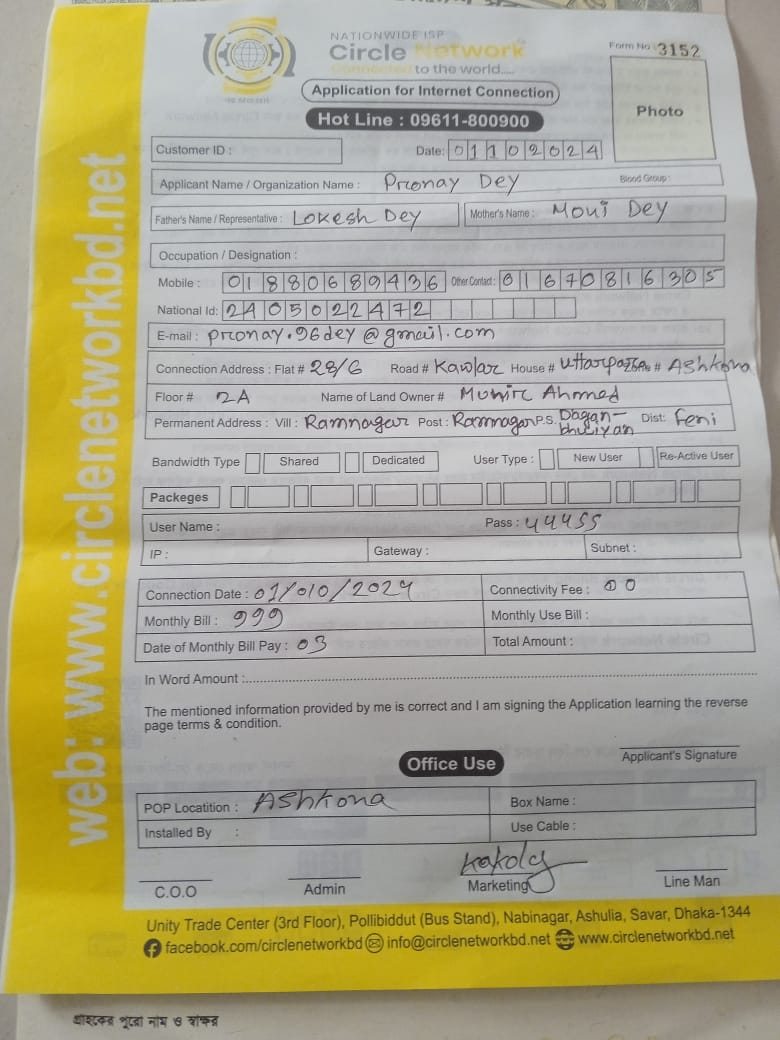 NATIONWIDE ISP
Circle Network
Connected to the world.....
Form No : 3152
Application for Internet Connection
Hot Line : 09611-800900
Photo
Customer ID :
Date: 01102024
Applicant Name / Organization Name : Pronay Dey Blood Group :
Father's Name / Representative : Lokesh Dey Mother's Name : Moni Dey
Occupation / Designation :
Mobile : 01880689436 Other Contact : 01670816305
National Id: 2405022472
E-mail : pronay.96dey@gmail.com
Connection Address : Flat # 28/6 Road # Kawlar House # Uttarpara # Ashkona
Floor # 2A Name of Land Owner # Munir Ahmed
Permanent Address : Vill : Ramnagar Post : Ramnagar P.S. Dagan-bhuiyan Dist: Feni
Bandwidth Type Shared Dedicated User Type : New User Re-Active User
Packeges
User Name : Pass : 44455
IP : Gateway : Subnet :
Connection Date : 01/010/2024 Connectivity Fee : 00
Monthly Bill : 999 Monthly Use Bill :
Date of Monthly Bill Pay : 03 Total Amount :
In Word Amount :
The mentioned information provided by me is correct and I am signing the Application learning the reverse
page terms & condition.
Applicant's Signature
Office Use
POP Locatition : Ashkona Box Name :
Installed By : Use Cable :
Kakoly
C.O.O Admin Marketing Line Man
Unity Trade Center (3rd Floor), Pollibiddut (Bus Stand), Nabinagar, Ashulia, Savar, Dhaka-1344
facebook.com/circlenetworkbd info@circlenetworkbd.net www.circlenetworkbd.net
web: www.circlenetworkbd.net
গ্রাহকের পুরো নাম ও স্বাক্ষর